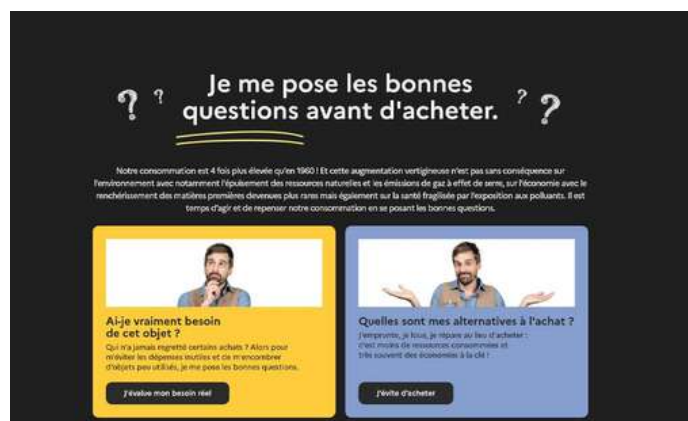 ? ? Je me pose les bonnes ? ?
questions avant d'acheter.
Notre consommation est 4 fois plus élevée qu'en 1960 ! Et cette augmentation vertigineuse n'est pas sans conséquence sur
l'environnement avec notamment l'épuisement des ressources naturelles et les émissions de gaz à effet de serre, sur l'économie avec le
renchérissement des matières premières devenues plus rares mais également sur la santé fragilisée par l'exposition aux polluants. Il est
temps d'agir et de repenser notre consommation en se posant les bonnes questions.
Ai-je vraiment besoin
de cet objet ?
Qui n'a jamais regretté certains achats ? Alors pour
m'éviter les dépenses inutiles et de m'encombrer
d'objets peu utilisés, je me pose les bonnes questions.
J'évalue mon besoin réel
Quelles sont mes alternatives à l'achat ?
J'emprunte, je loue, je répare au lieu d'acheter :
c'est moins de ressources consommées et
très souvent des économies à la clé !
J'évite d'acheter